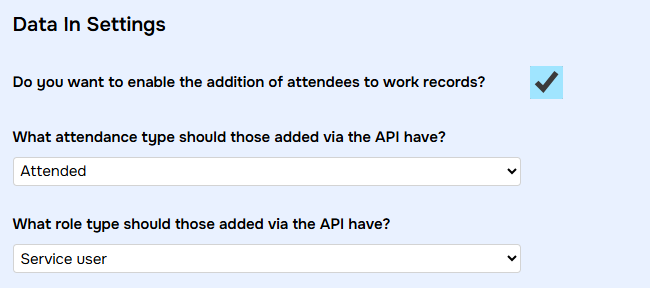 Data In Settings
Do you want to enable the addition of attendees to work records?
What attendance type should those added via the API have?
Attended
What role type should those added via the API have?
Service user